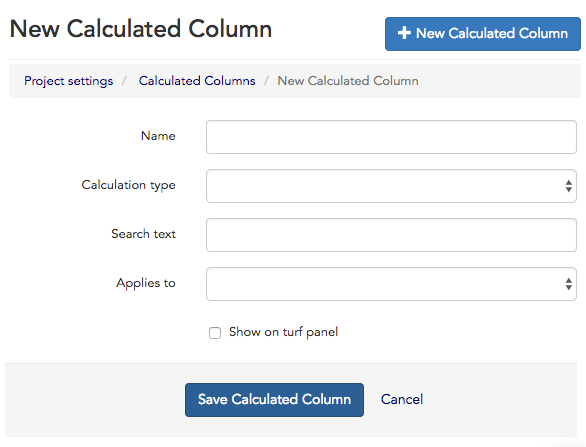 New Calculated Column
New Calculated Column
Project settings / Calculated Columns / New Calculated Column
Name
Calculation type
Search text
Applies to
Show on turf panel
Save Calculated Column Cancel